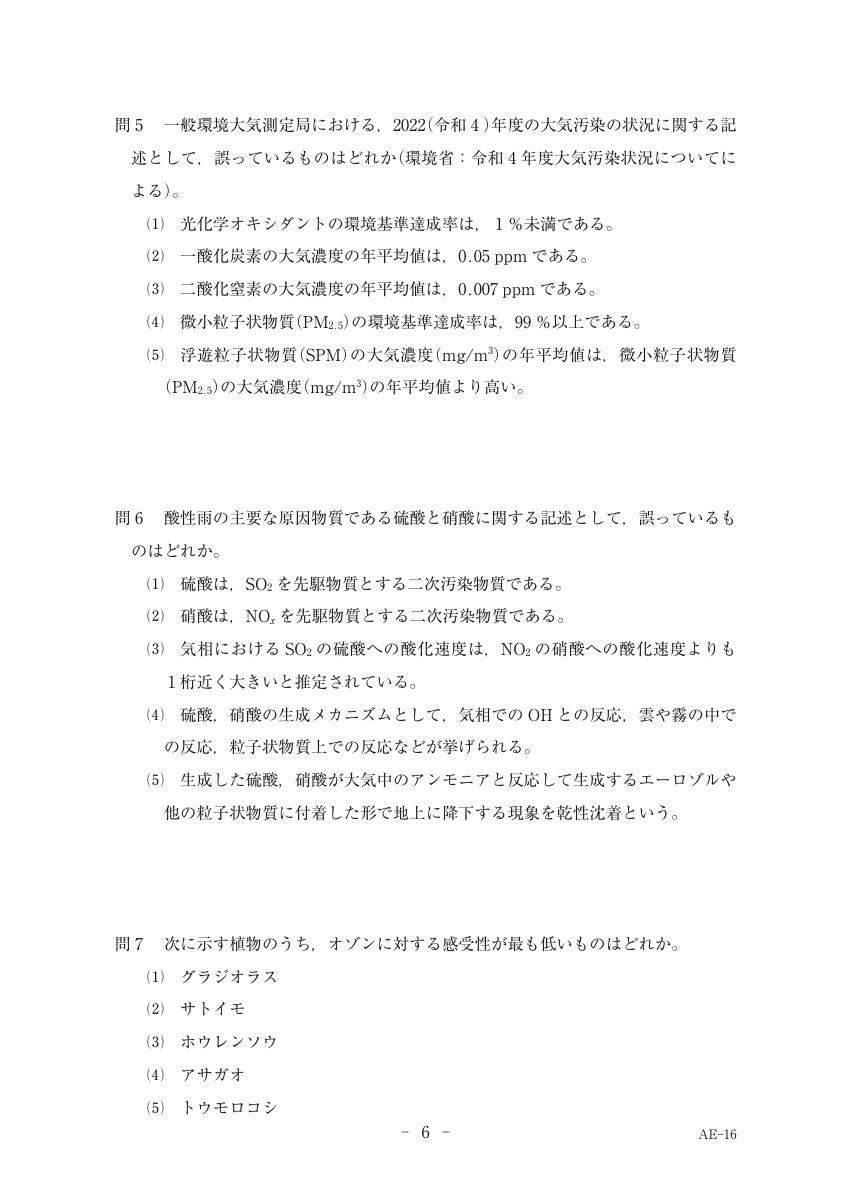 問５　一般環境大気測定局における，2022(令和４)年度の大気汚染の状況に関する記
述として，誤っているものはどれか(環境省：令和４年度大気汚染状況についてに
よる)。
(1)　光化学オキシダントの環境基準達成率は，１％未満である。
(2)　一酸化炭素の大気濃度の年平均値は，0.05 ppm である。
(3)　二酸化窒素の大気濃度の年平均値は，0.007 ppm である。
(4)　微小粒子状物質(PM2.5)の環境基準達成率は，99 ％以上である。
(5)　浮遊粒子状物質(SPM)の大気濃度(mg/m³)の年平均値は，微小粒子状物質
(PM2.5)の大気濃度(mg/m³)の年平均値より高い。
問６　酸性雨の主要な原因物質である硫酸と硝酸に関する記述として，誤っているも
のはどれか。
(1)　硫酸は，SO₂ を先駆物質とする二次汚染物質である。
(2)　硝酸は，NOx を先駆物質とする二次汚染物質である。
(3)　気相における SO₂ の硫酸への酸化速度は，NO₂ の硝酸への酸化速度よりも
１桁近く大きいと推定されている。
(4)　硫酸，硝酸の生成メカニズムとして，気相での OH との反応，雲や霧の中で
の反応，粒子状物質上での反応などが挙げられる。
(5)　生成した硫酸，硝酸が大気中のアンモニアと反応して生成するエーロゾルや
他の粒子状物質に付着した形で地上に降下する現象を乾性沈着という。
問７　次に示す植物のうち，オゾンに対する感受性が最も低いものはどれか。
(1)　グラジオラス
(2)　サトイモ
(3)　ホウレンソウ
(4)　アサガオ
(5)　トウモロコシ
－ 6 －
AE−16